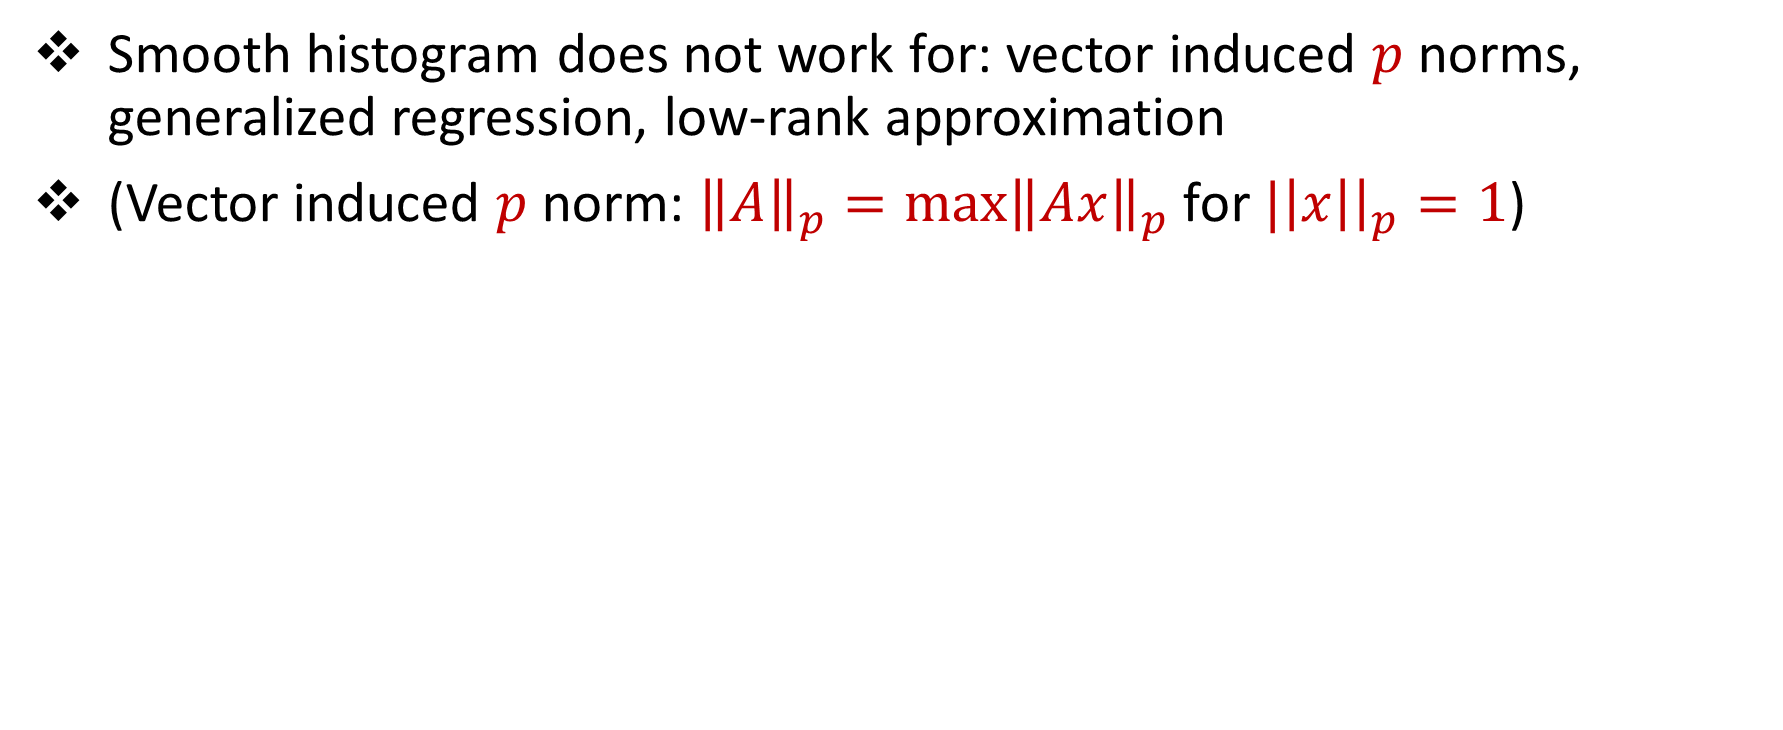 ❖ Smooth histogram does not work for: vector induced p norms,
generalized regression, low-rank approximation
❖ (Vector induced p norm: ‖A‖ₚ = max‖Ax‖ₚ for ||x||ₚ = 1)